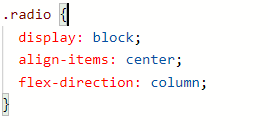 .radio {
  display: block;
  align-items: center;
  flex-direction: column;
}